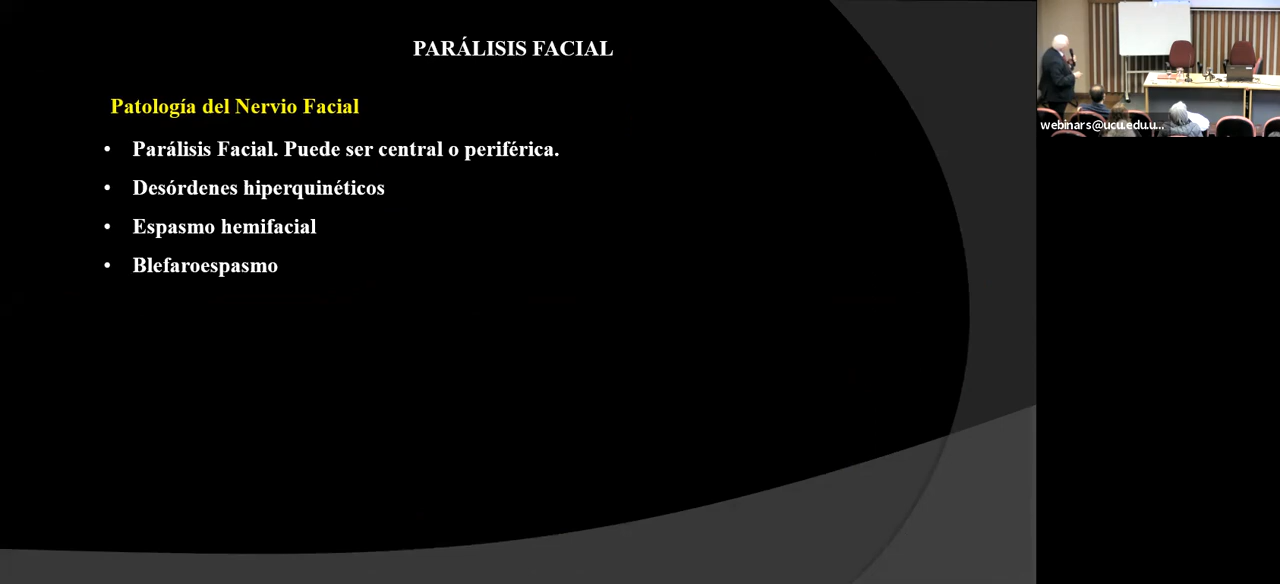 PARÁLISIS FACIAL
Patología del Nervio Facial
• Parálisis Facial. Puede ser central o periférica.
• Desórdenes hiperquinéticos
• Espasmo hemifacial
• Blefaroespasmo
webinars@ucu.edu.u...